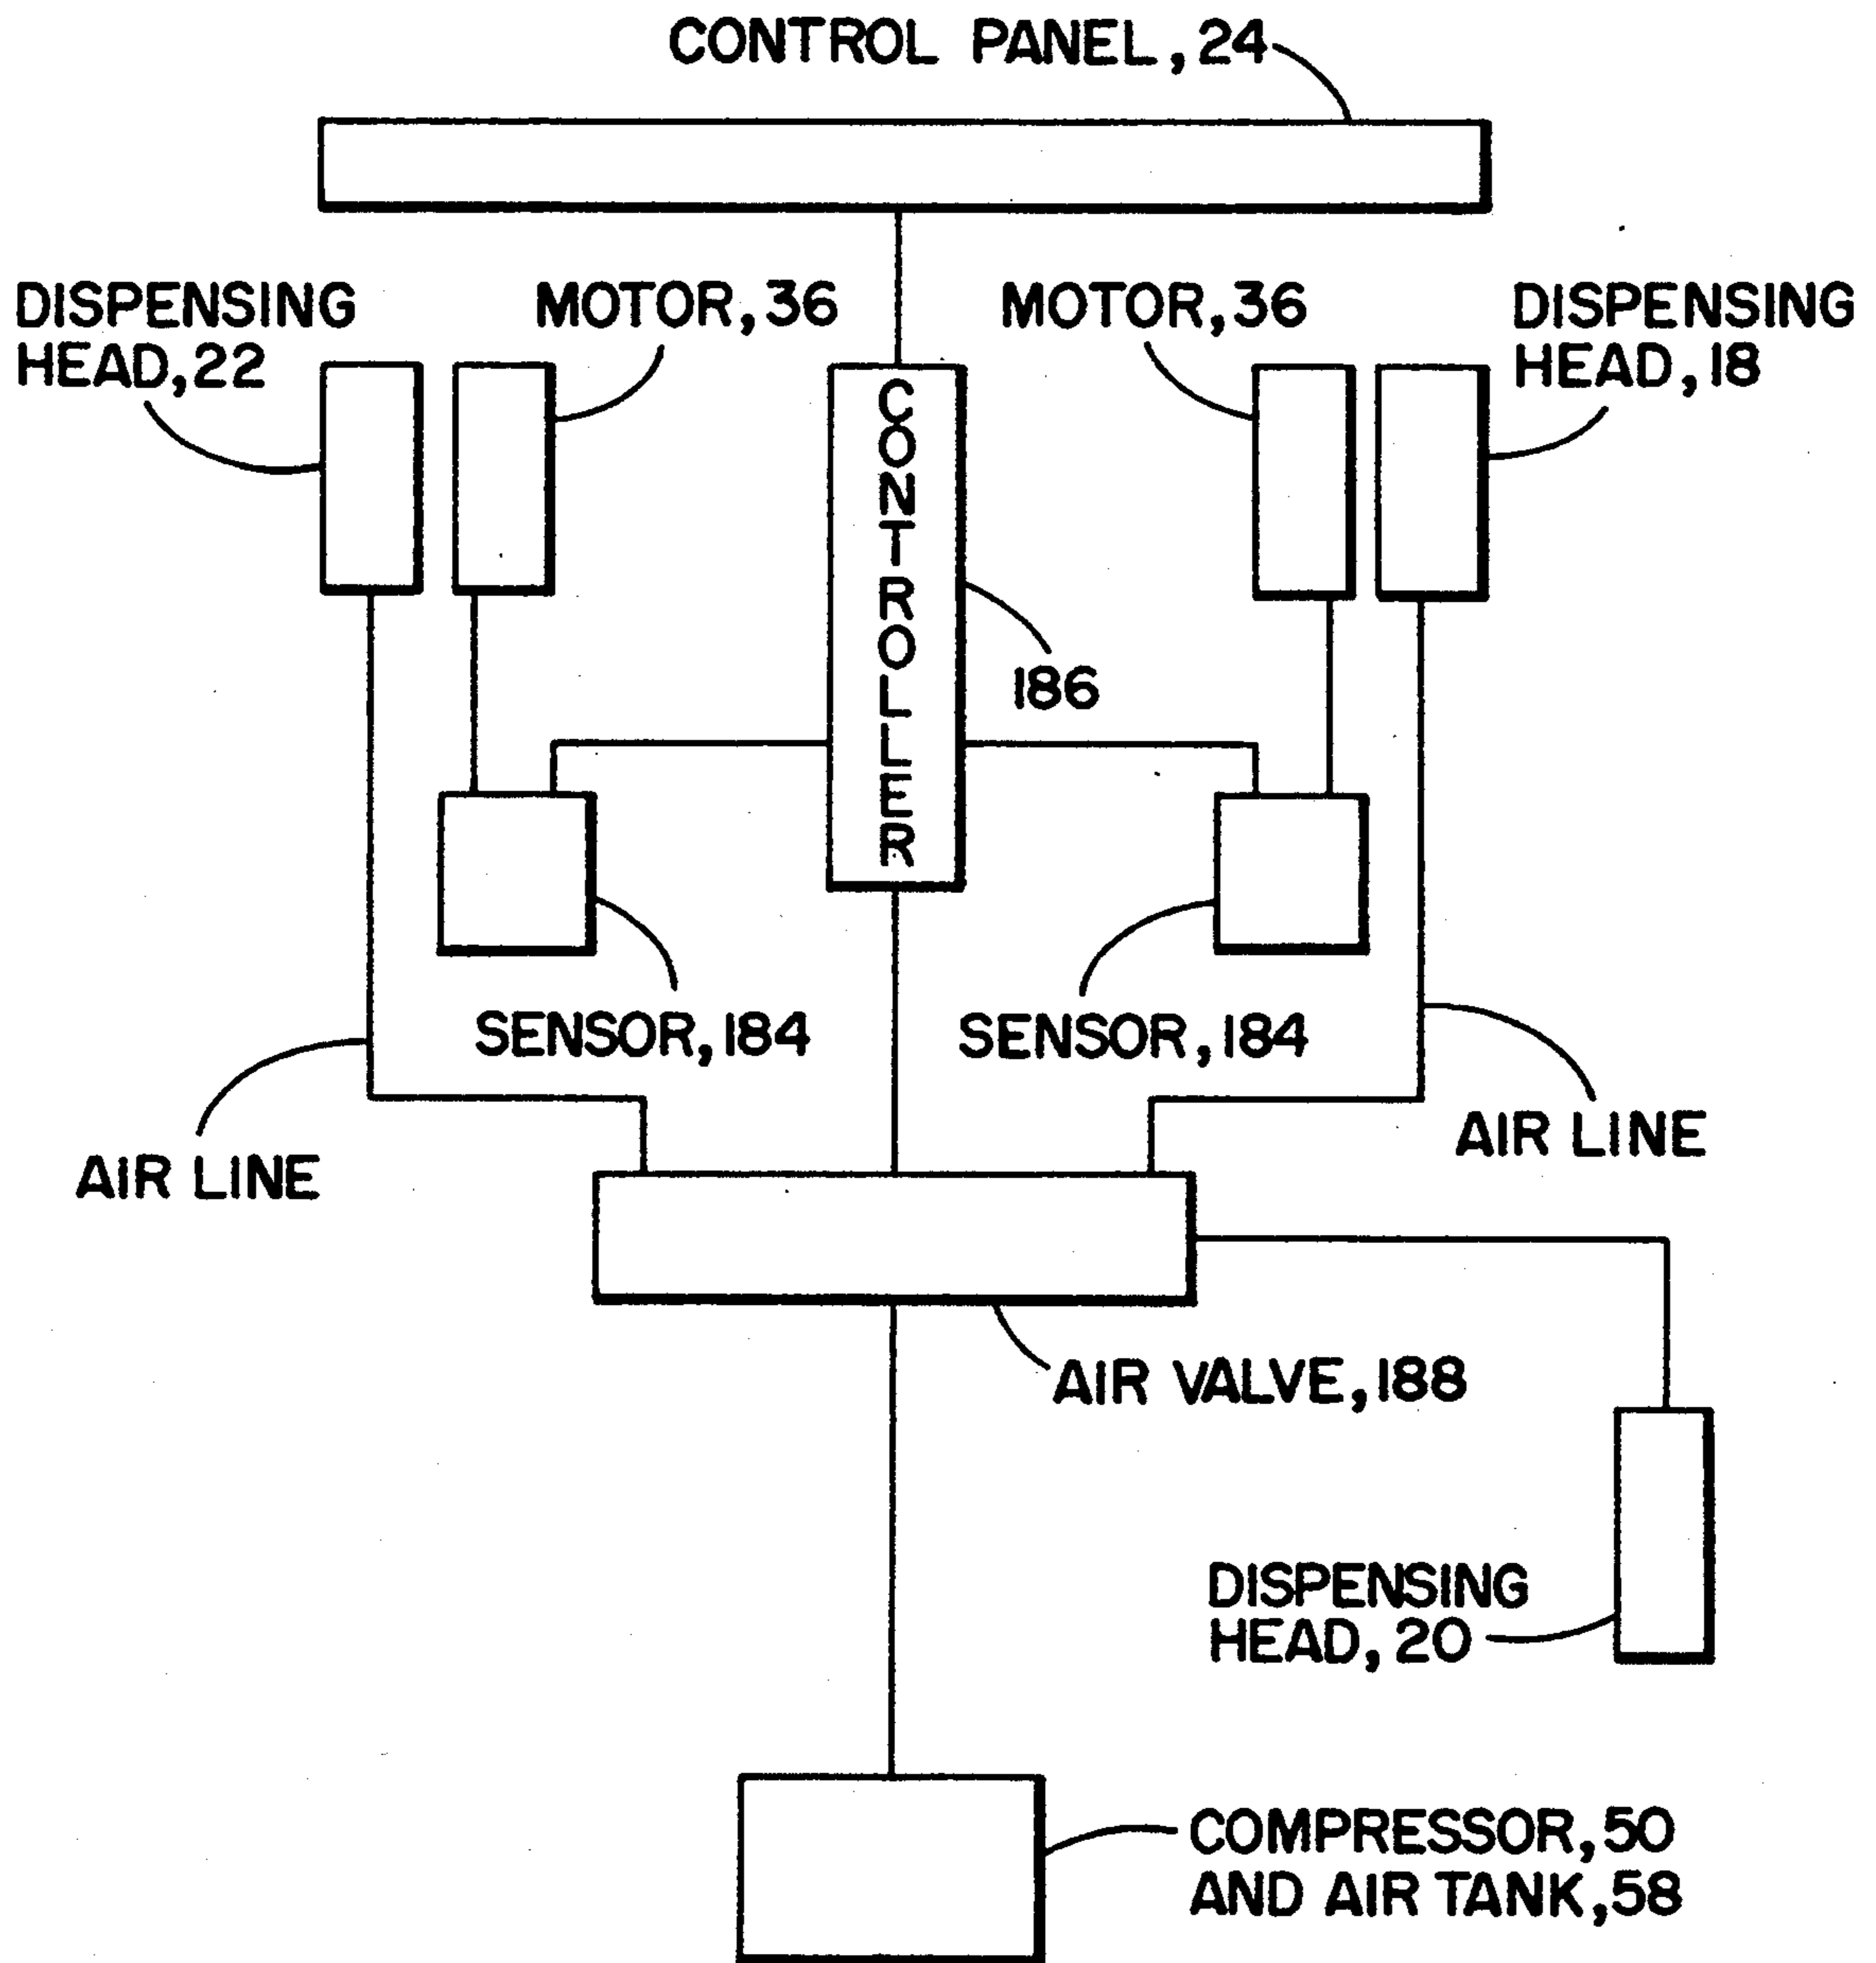 CONTROL PANEL, 24
DISPENSING
HEAD, 22
MOTOR, 36
MOTOR, 36
DISPENSING
HEAD, 18
CONTROLLER
186
SENSOR, 184
SENSOR, 184
AIR LINE
AIR LINE
AIR VALVE, 188
DISPENSING
HEAD, 20
COMPRESSOR, 50
AND AIR TANK, 58